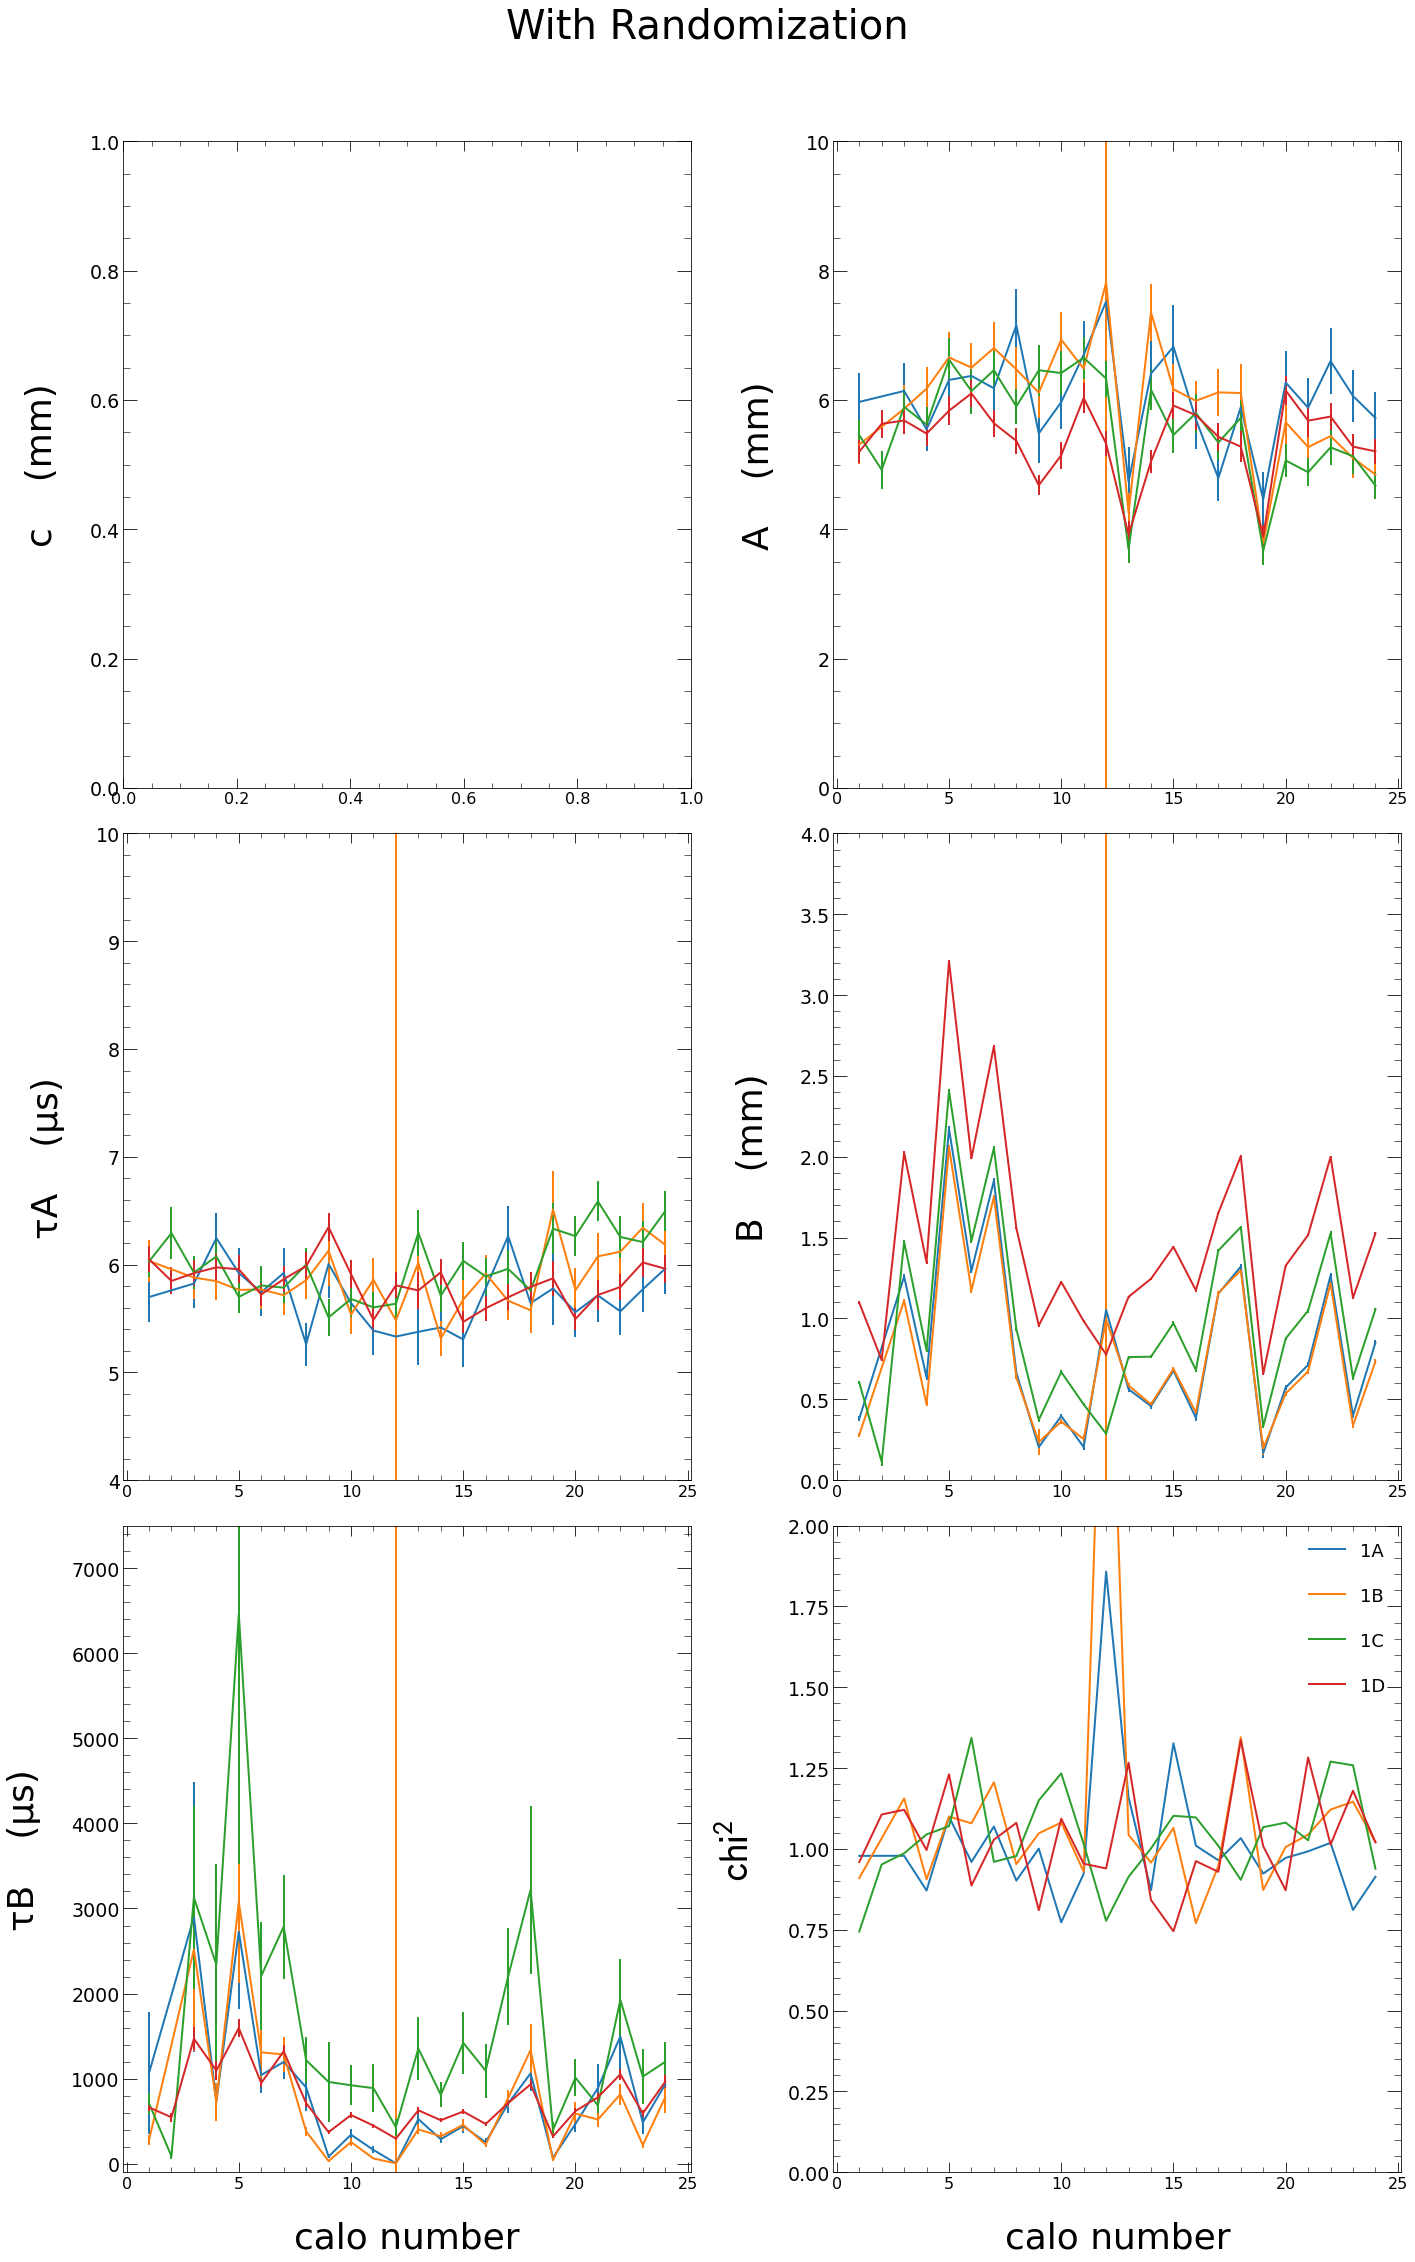 With Randomization
c (mm)
1.0
0.8
0.6
0.4
0.2
0.0
0.0 0.2 0.4 0.6 0.8 1.0
A (mm)
10
8
6
4
2
0
0 5 10 15 20 25
τA (μs)
10
9
8
7
6
5
4
0 5 10 15 20 25
B (mm)
4.0
3.5
3.0
2.5
2.0
1.5
1.0
0.5
0.0
0 5 10 15 20 25
τB (μs)
7000
6000
5000
4000
3000
2000
1000
0
0 5 10 15 20 25
calo number
chi²
2.00
1.75
1.50
1.25
1.00
0.75
0.50
0.25
0.00
1A
1B
1C
1D
0 5 10 15 20 25
calo number